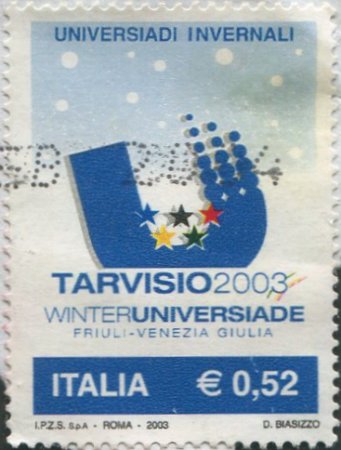 UNIVERSIADI INVERNALI
TARVISIO2003
WINTERUNIVERSIADE
FRIULI-VENEZIA GIULIA
ITALIA € 0,52
I.P.Z.S. S.p.A. - ROMA - 2003 D. BIASIZZO